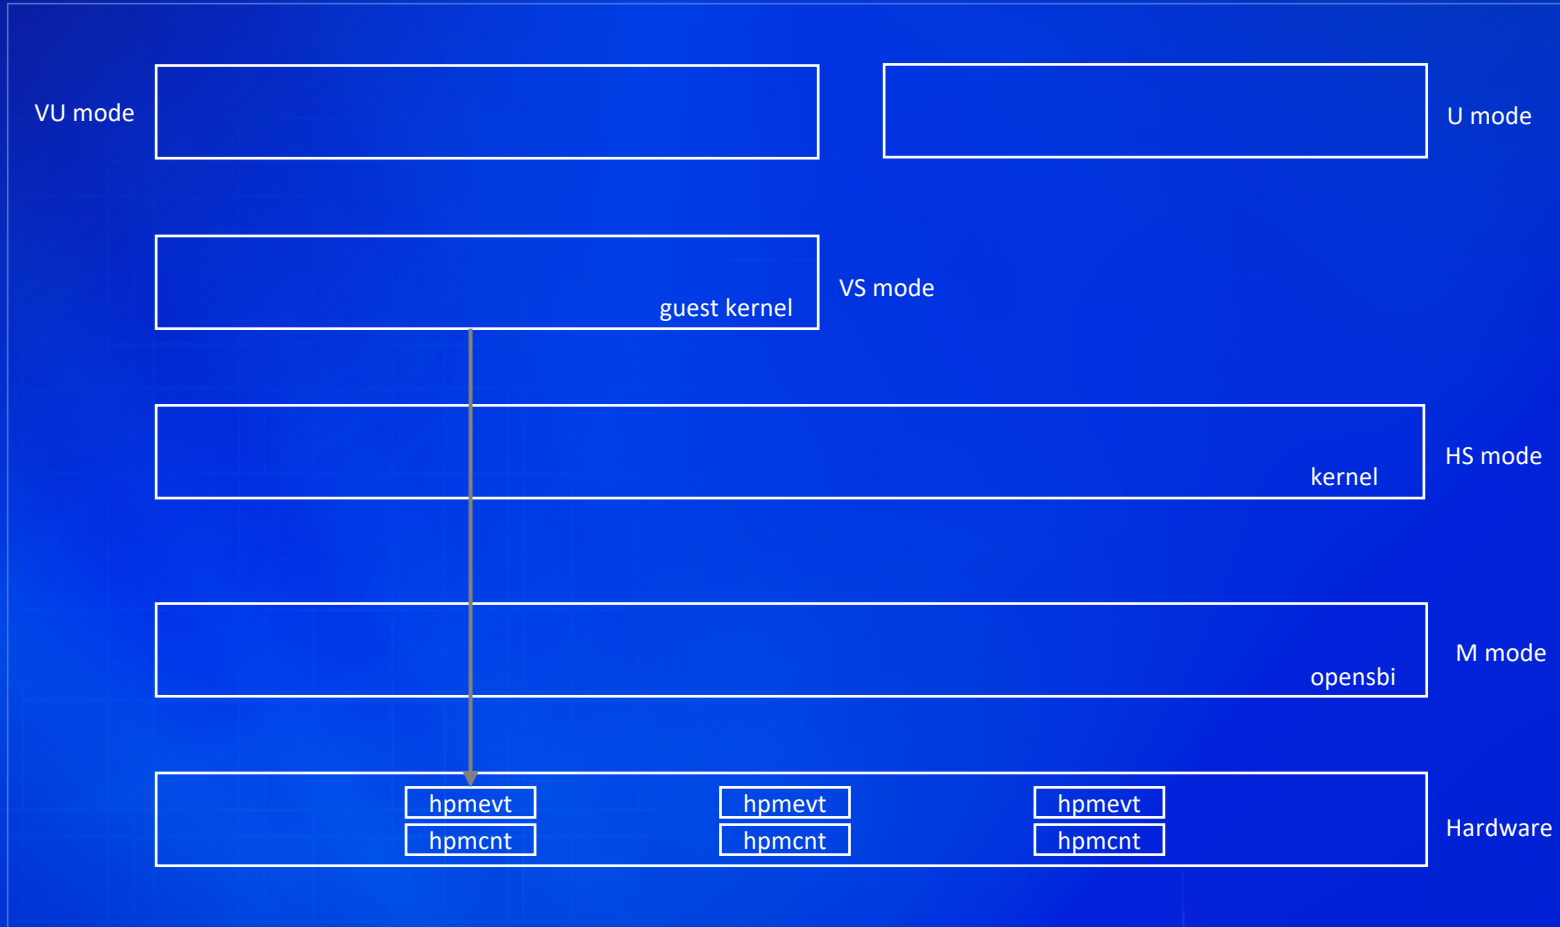 VU mode
U mode
guest kernel
VS mode
kernel
HS mode
opensbi
M mode
hpmevt
hpmcnt
hpmevt
hpmcnt
hpmevt
hpmcnt
Hardware